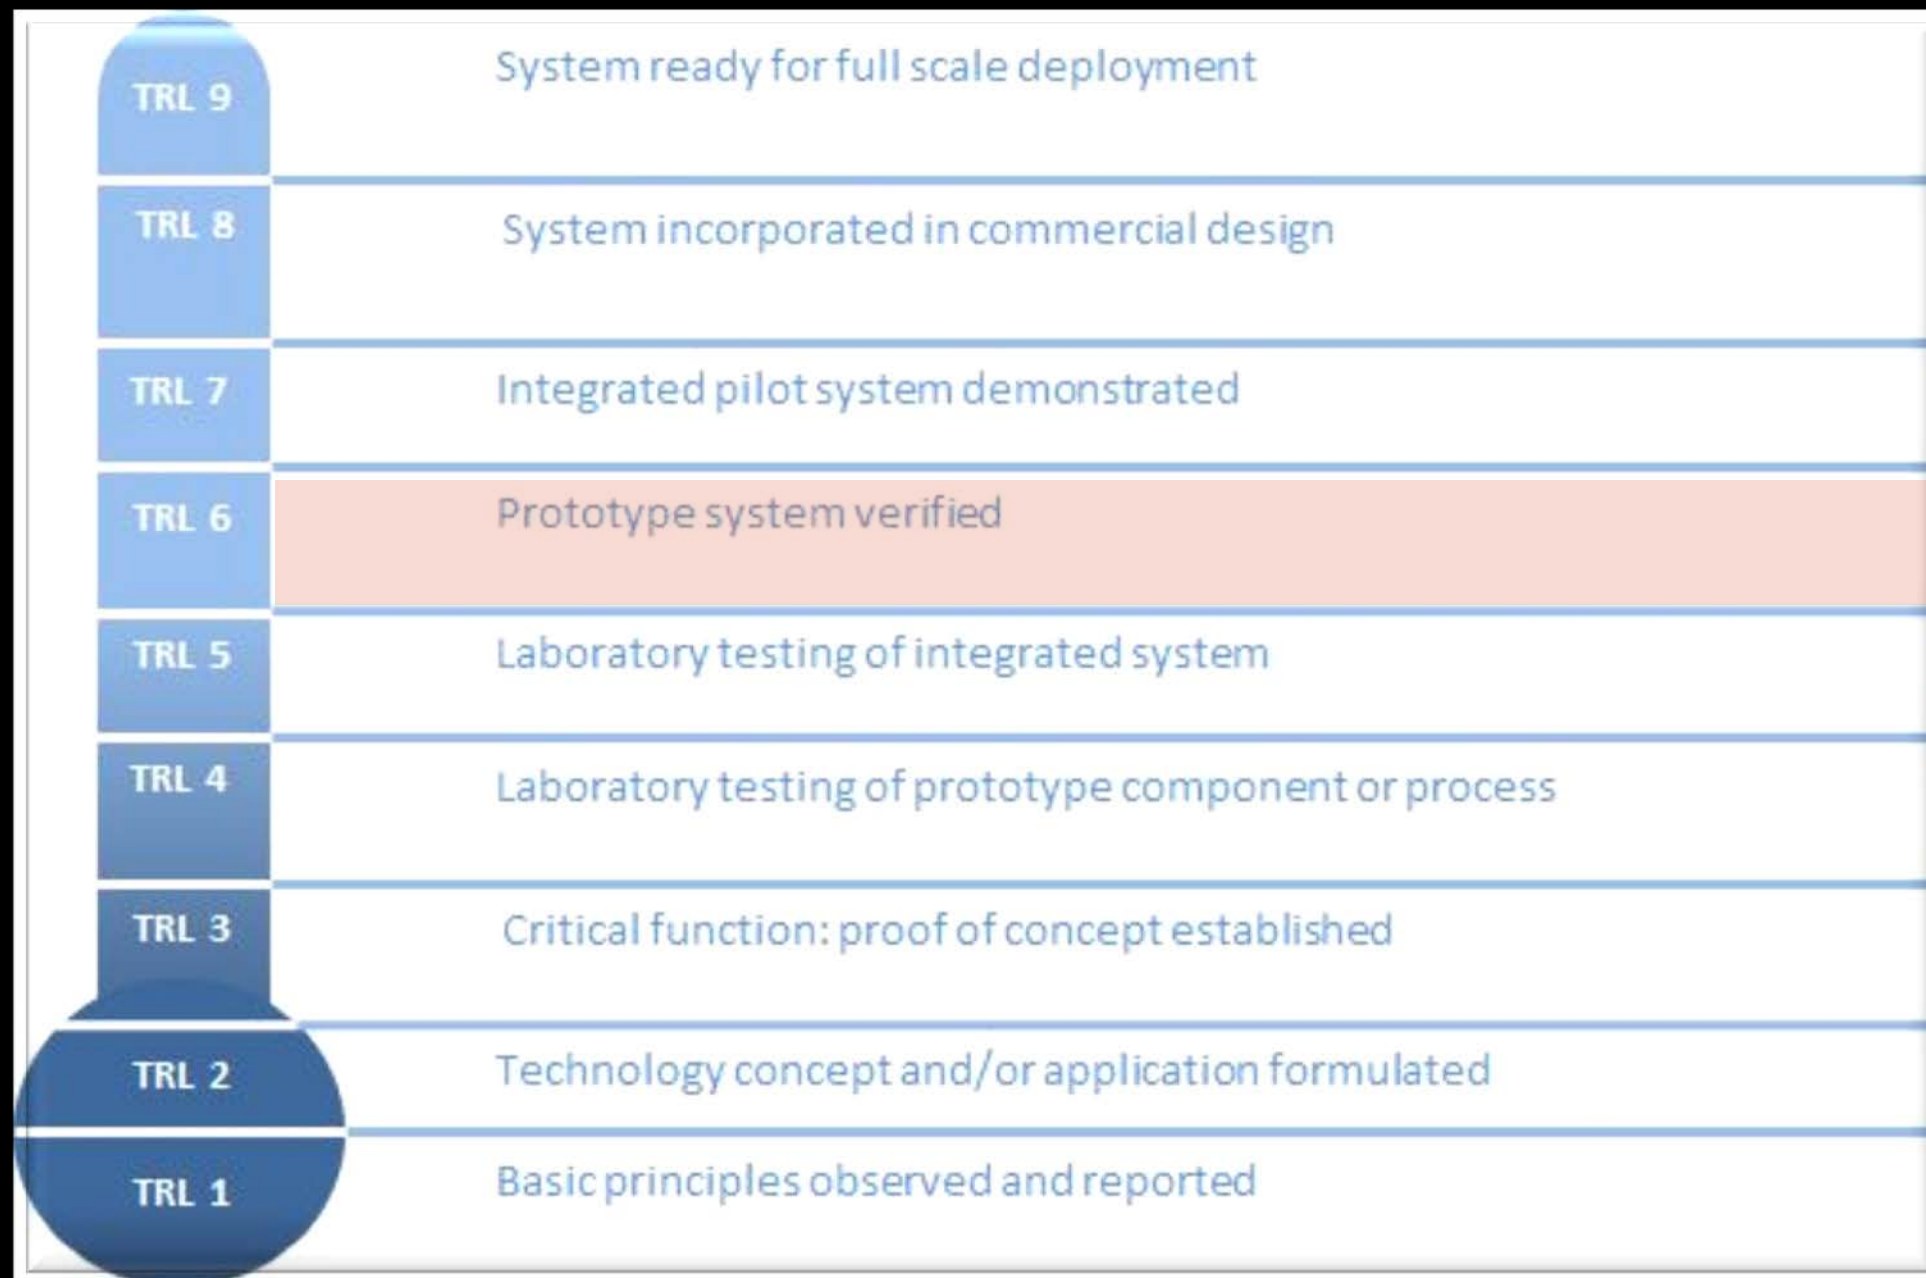 TRL 9 System ready for full scale deployment
TRL 8 System incorporated in commercial design
TRL 7 Integrated pilot system demonstrated
TRL 6 Prototype system verified
TRL 5 Laboratory testing of integrated system
TRL 4 Laboratory testing of prototype component or process
TRL 3 Critical function: proof of concept established
TRL 2 Technology concept and/or application formulated
TRL 1 Basic principles observed and reported